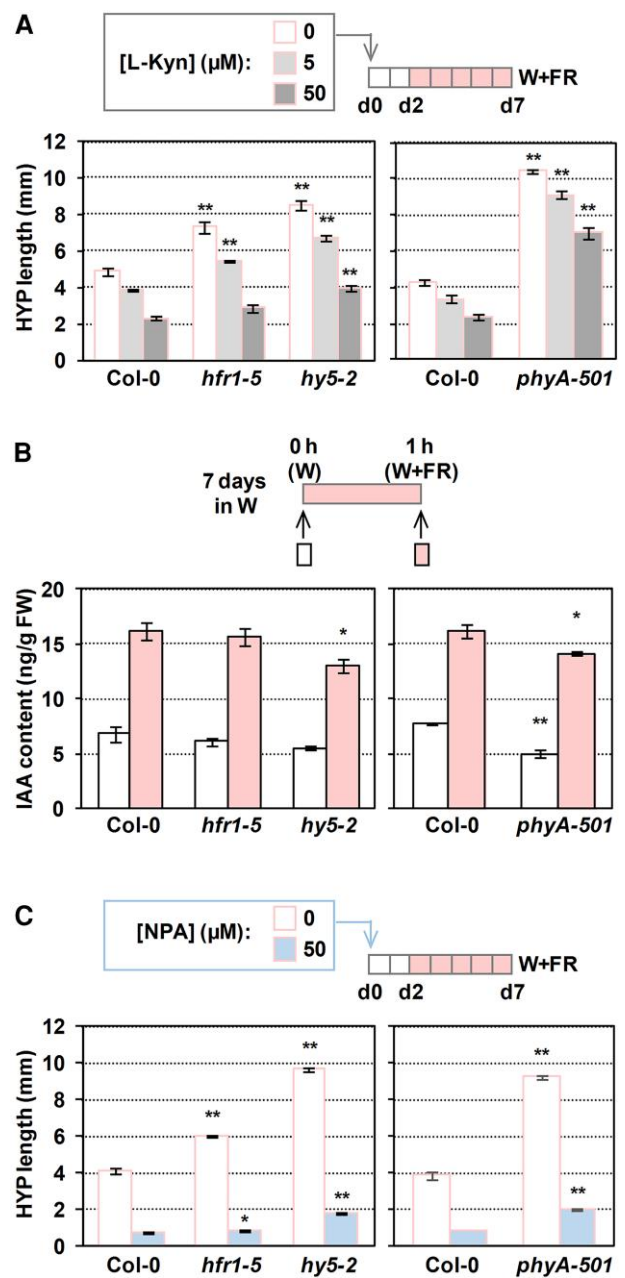 A
[L-Kyn] (µM):
0
5
50
W+FR
d0 d2 d7
HYP length (mm)
12
10
8
6
4
2
0
** ** ** ** **
** ** **
Col-0 hfr1-5 hy5-2
Col-0 phyA-501
B
7 days
in W
0 h
(W)
1 h
(W+FR)
IAA content (ng/g FW)
20
15
10
5
0
*
** *
Col-0 hfr1-5 hy5-2
Col-0 phyA-501
C
[NPA] (µM):
0
50
W+FR
d0 d2 d7
HYP length (mm)
12
10
8
6
4
2
0
** * ** **
** **
Col-0 hfr1-5 hy5-2
Col-0 phyA-501